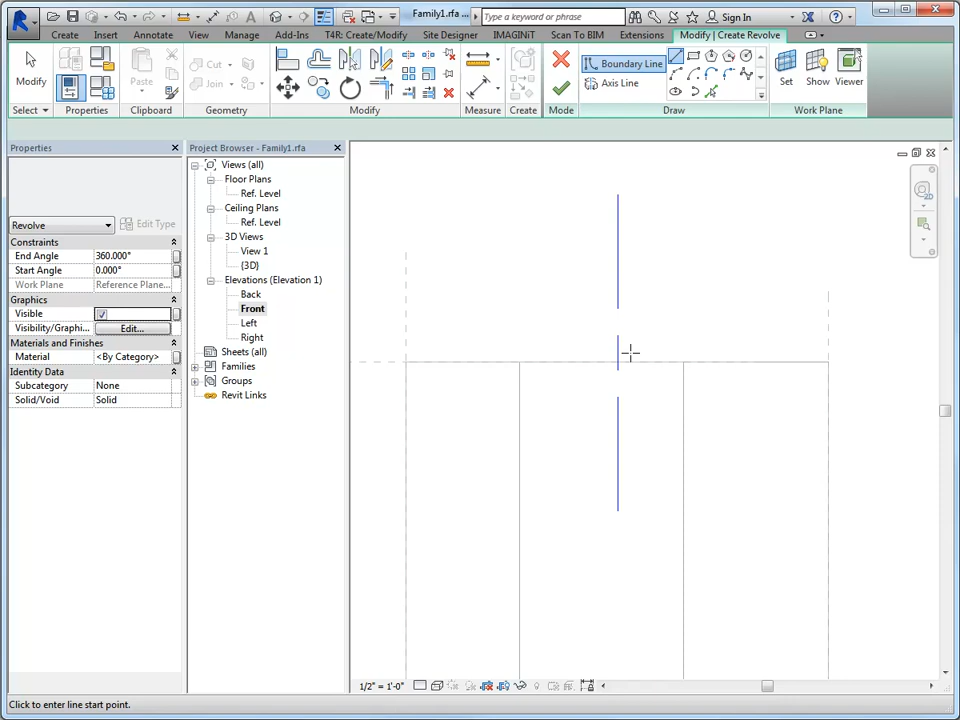 Family1.rfa ...
Type a keyword or phrase
Sign In
Create
Insert
Annotate
View
Manage
Add-Ins
T4R: Create/Modify
Site Designer
IMAGINiT
Scan To BIM
Extensions
Modify | Create Revolve
Modify
Paste
Cut
Join
Boundary Line
Axis Line
Set
Show
Viewer
Select
Properties
Clipboard
Geometry
Modify
Measure
Create
Mode
Draw
Work Plane
Properties
Revolve
Edit Type
Constraints
End Angle 360.000°
Start Angle 0.000°
Work Plane Reference Plane...
Graphics
Visible
Visibility/Graphi... Edit...
Materials and Finishes
Material <By Category>
Identity Data
Subcategory None
Solid/Void Solid
Project Browser - Family1.rfa
Views (all)
Floor Plans
Ref. Level
Ceiling Plans
Ref. Level
3D Views
View 1
{3D}
Elevations (Elevation 1)
Back
Front
Left
Right
Sheets (all)
Families
Groups
Revit Links
2D
1/2" = 1'-0"
Click to enter line start point.